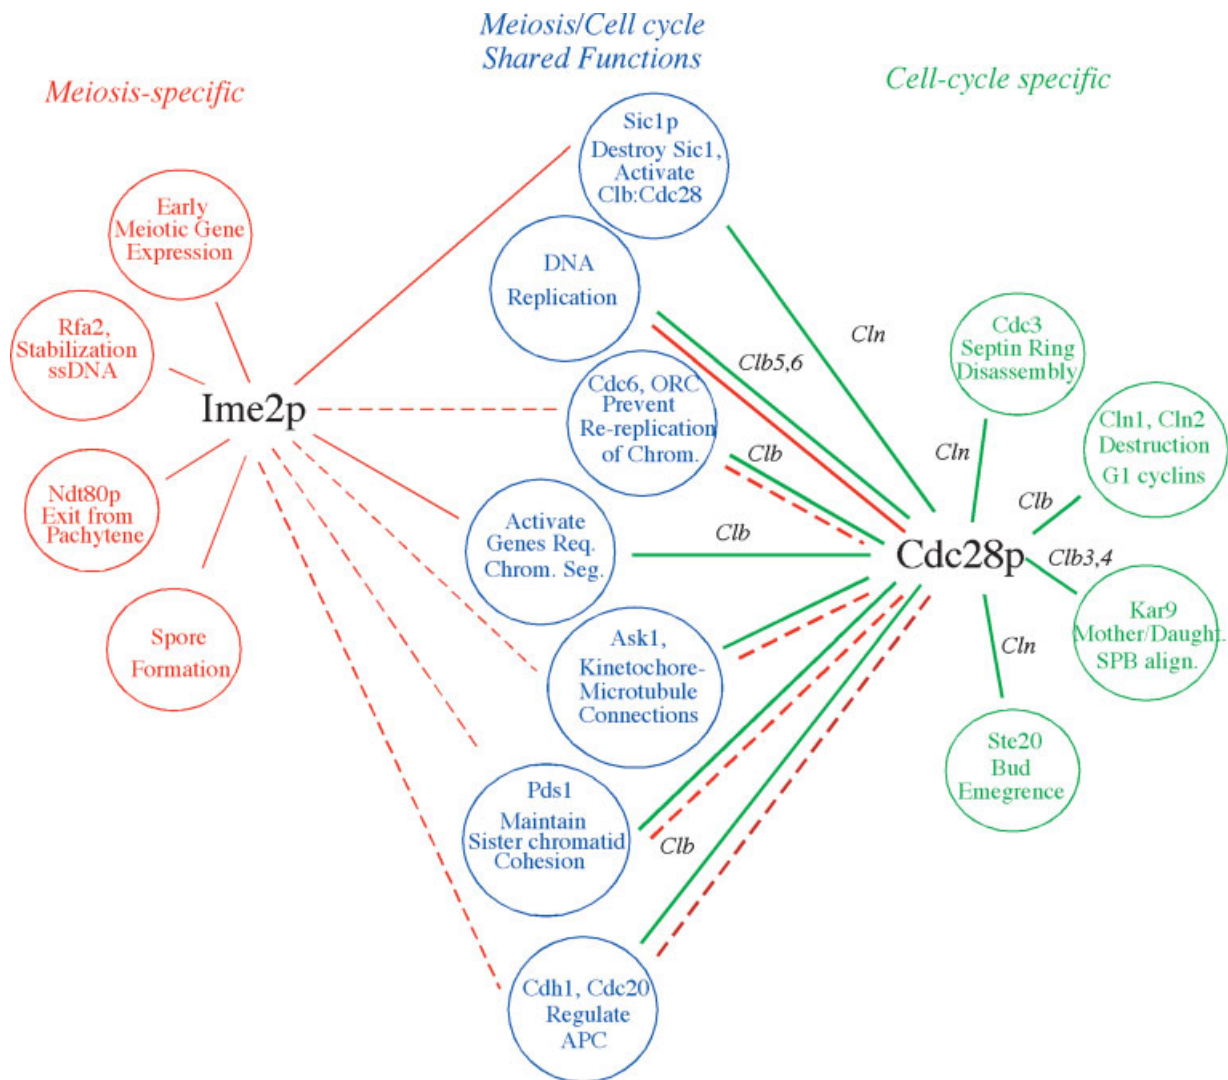 Meiosis/Cell cycle
Shared Functions
Meiosis-specific
Cell-cycle specific
Early
Meiotic Gene
Expression
Rfa2,
Stabilization
ssDNA
Ime2p
Ndt80p
Exit from
Pachytene
Spore
Formation
Sic1p
Destroy Sic1,
Activate
Clb:Cdc28
DNA
Replication
Cdc6, ORC
Prevent
Re-replication
of Chrom.
Activate
Genes Req.
Chrom. Seg.
Ask1,
Kinetochore-
Microtubule
Connections
Pds1
Maintain
Sister chromatid
Cohesion
Cdh1, Cdc20
Regulate
APC
Cln
Clb5,6
Clb
Clb
Clb
Cdc28p
Cln
Clb
Clb3,4
Cln
Cdc3
Septin Ring
Disassembly
Cln1, Cln2
Destruction
G1 cyclins
Kar9
Mother/Daught.
SPB align.
Ste20
Bud
Emegrence